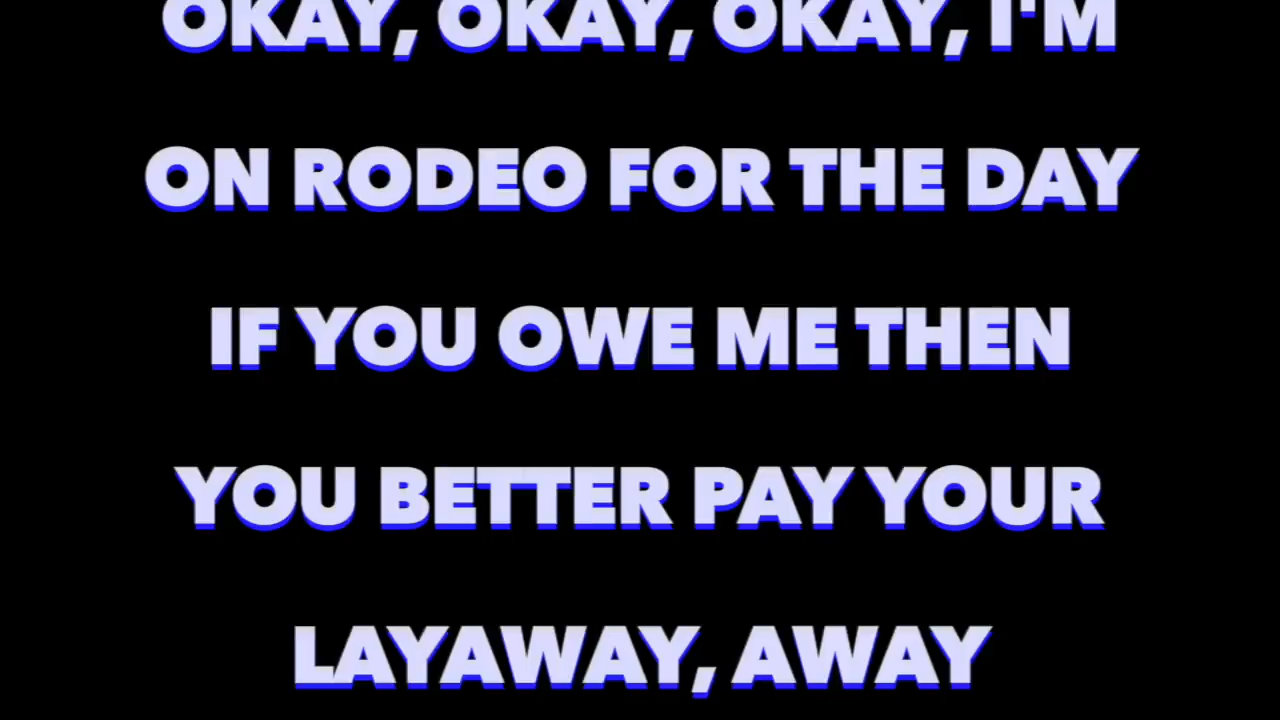 OKAY, OKAY, OKAY, I'M
ON RODEO FOR THE DAY
IF YOU OWE ME THEN
YOU BETTER PAY YOUR
LAYAWAY, AWAY